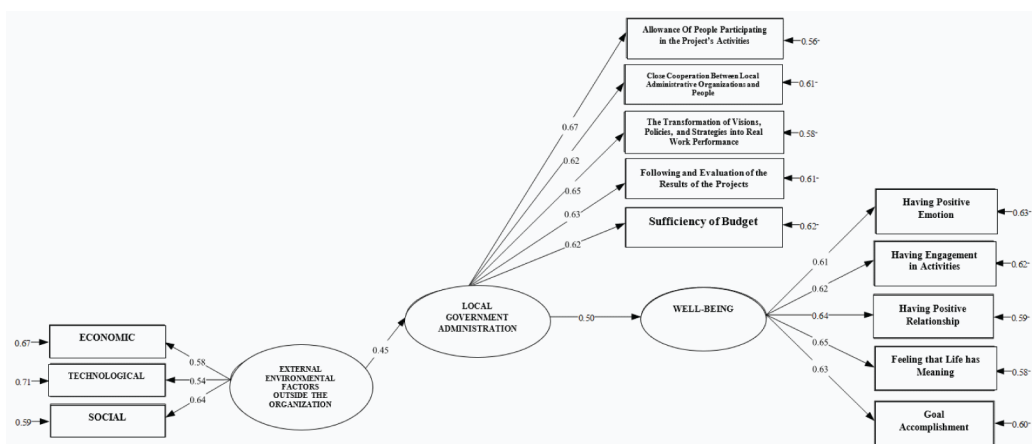 Allowance Of People Participating
in the Project's Activities
0.56
Close Cooperation Between Local
Administrative Organizations and
People
0.61
The Transformation of Visions,
Policies, and Strategies into Real
Work Performance
0.58
Following and Evaluation of the
Results of the Projects
0.61
Sufficiency of Budget
0.62
0.67
0.62
0.65
0.63
0.62
Having Positive
Emotion
0.63
Having Engagement
in Activities
0.62
Having Positive
Relationship
0.59
Feeling that Life has
Meaning
0.58
Goal
Accomplishment
0.60
0.61
0.62
0.64
0.65
0.63
LOCAL
GOVERNMENT
ADMINISTRATION
0.50
WELL-BEING
0.45
0.67
ECONOMIC
0.71
TECHNOLOGICAL
0.59
SOCIAL
0.58
0.54
0.64
EXTERNAL
ENVIRONMENTAL
FACTORS
OUTSIDE THE
ORGANIZATION